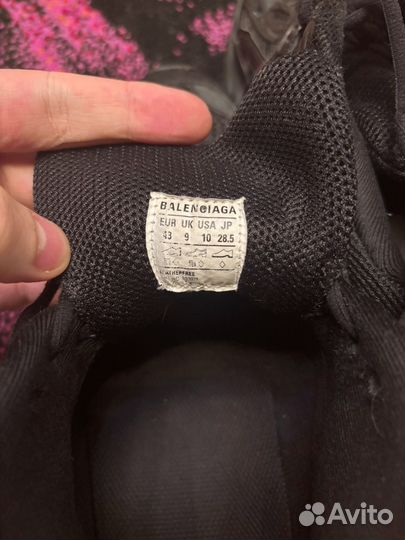 BALENCIAGA
EUR UK USA JP
43 9 10 28.5
Avito